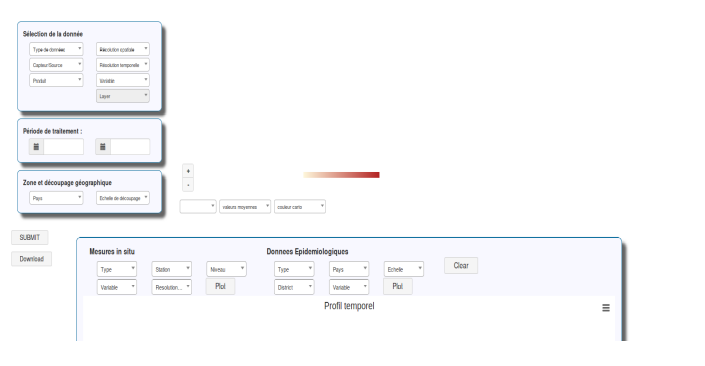 Sélection de la donnée
Type de données Résolution spatiale
Capteur/Source Résolution temporelle
Produit Variable
Layer
Période de traitement :
Zone et découpage géographique
Pays Echelle de découpage
+
-
valeurs moyennes couleur carto
SUBMIT
Download
Mesures in situ
Type Station Niveau
Variable Resolution... Plot
Donnees Epidemiologiques
Type Pays Echelle
District Variable Plot
Clear
Profil temporel